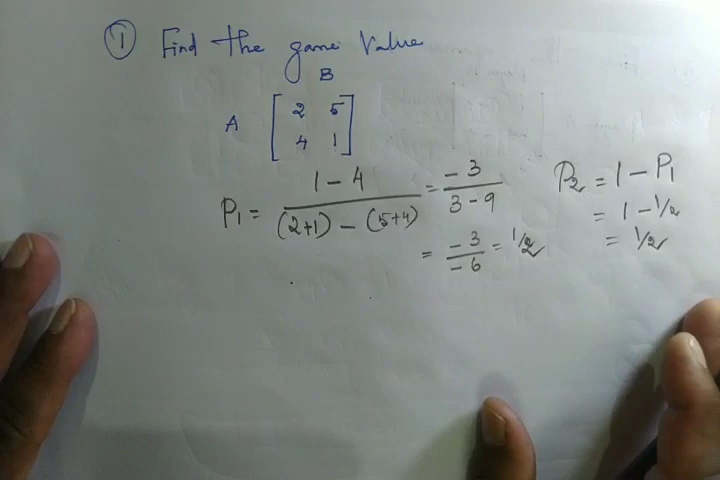 ① Find the game Value
B
A [2 5
4 1]
P₁ = 1 - 4 / (2+1) - (5+4) = -3 / 3 - 9
= -3 / -6 = 1/2
P₂ = 1 - P₁
= 1 - 1/2
= 1/2